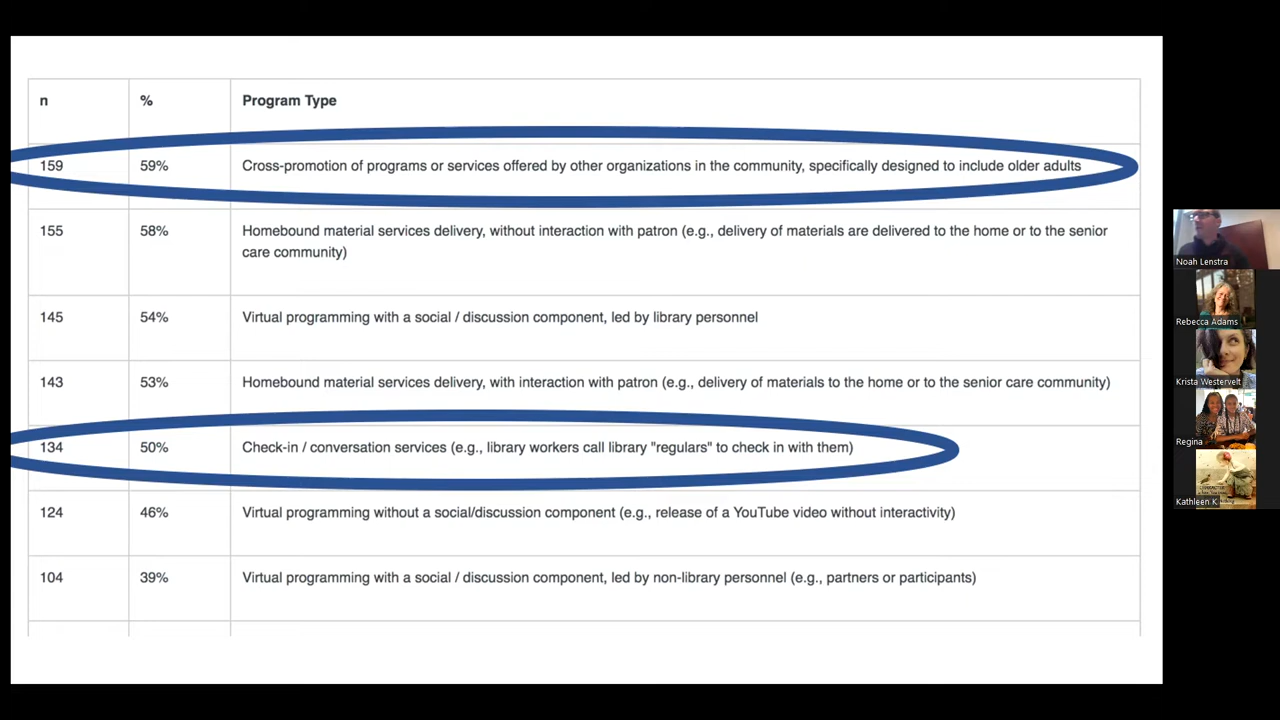 n % Program Type
159 59% Cross-promotion of programs or services offered by other organizations in the community, specifically designed to include older adults
155 58% Homebound material services delivery, without interaction with patron (e.g., delivery of materials are delivered to the home or to the senior
care community)
145 54% Virtual programming with a social / discussion component, led by library personnel
143 53% Homebound material services delivery, with interaction with patron (e.g., delivery of materials to the home or to the senior care community)
134 50% Check-in / conversation services (e.g., library workers call library "regulars" to check in with them)
124 46% Virtual programming without a social/discussion component (e.g., release of a YouTube video without interactivity)
104 39% Virtual programming with a social / discussion component, led by non-library personnel (e.g., partners or participants)
Noah Lenstra
Rebecca Adams
Krista Westervelt
Regina
Kathleen K